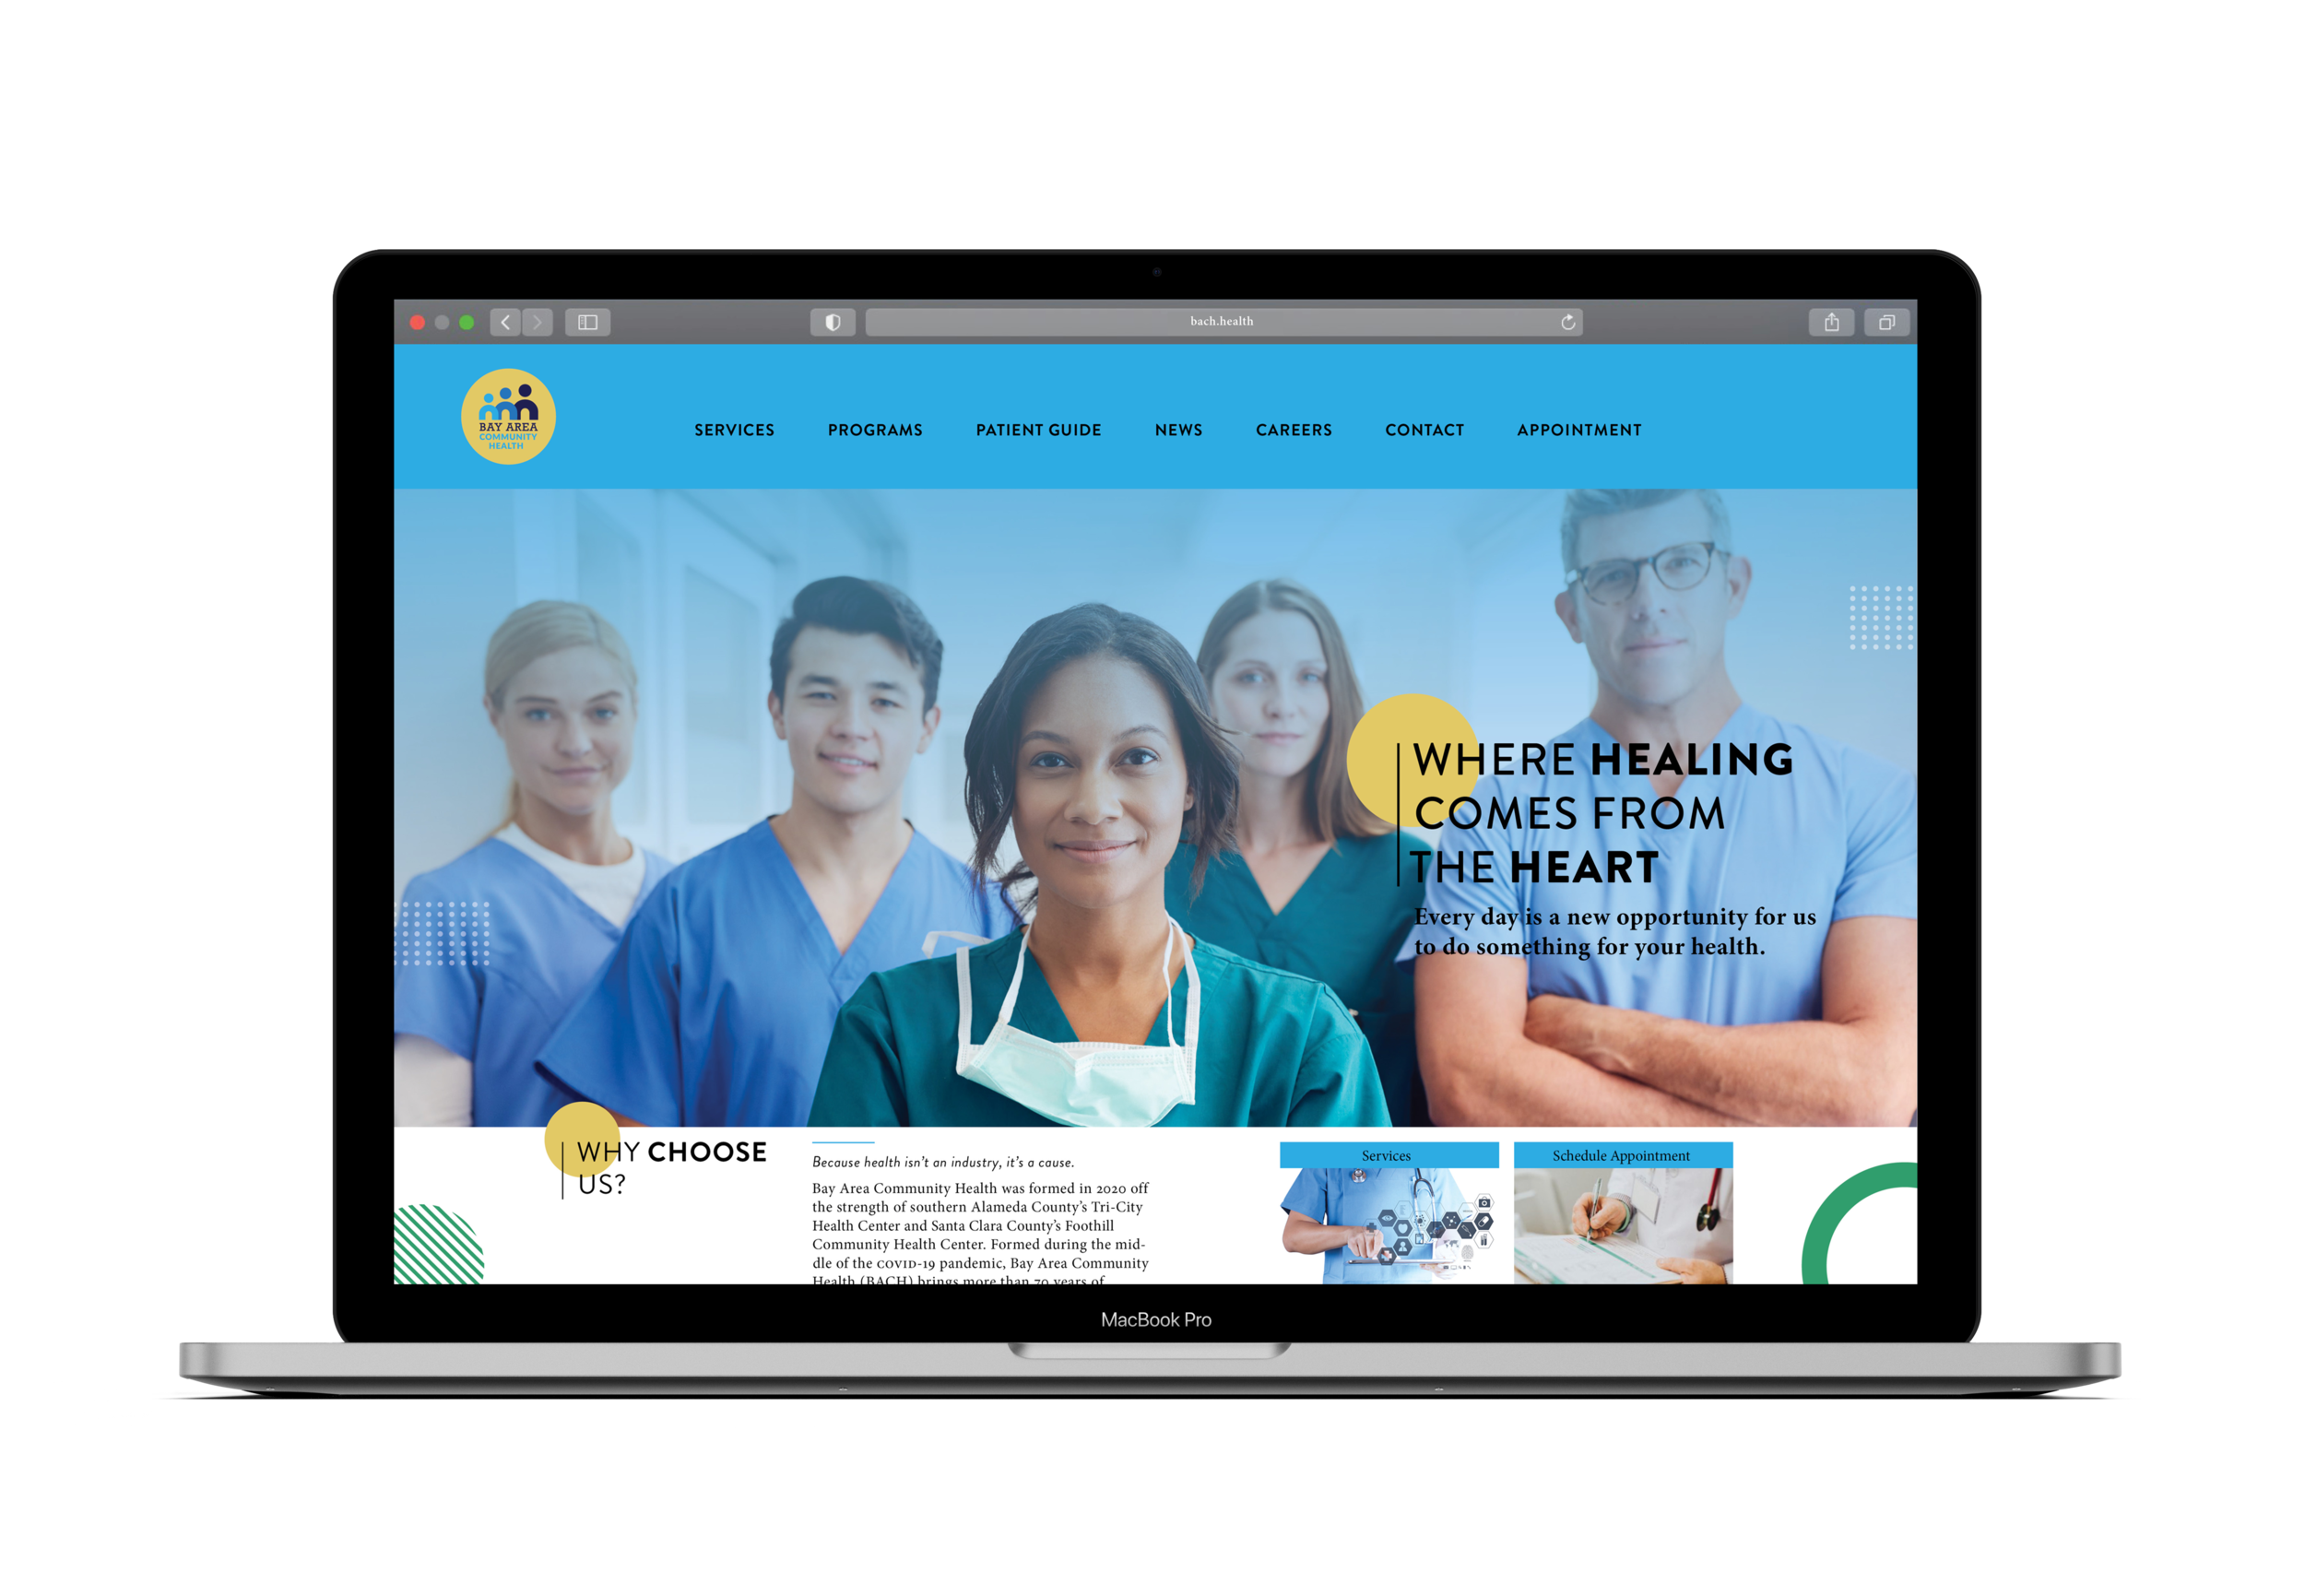 bach.health
BAY AREA
COMMUNITY
HEALTH
SERVICES PROGRAMS PATIENT GUIDE NEWS CAREERS CONTACT APPOINTMENT
WHERE HEALING
COMES FROM
THE HEART
Every day is a new opportunity for us
to do something for your health.
WHY CHOOSE
US?
Because health isn't an industry, it's a cause.
Bay Area Community Health was formed in 2020 off
the strength of southern Alameda County's Tri-City
Health Center and Santa Clara County's Foothill
Community Health Center. Formed during the mid-
dle of the COVID-19 pandemic, Bay Area Community
Health (BACH) brings more than 70 years of
Services
Schedule Appointment
MacBook Pro